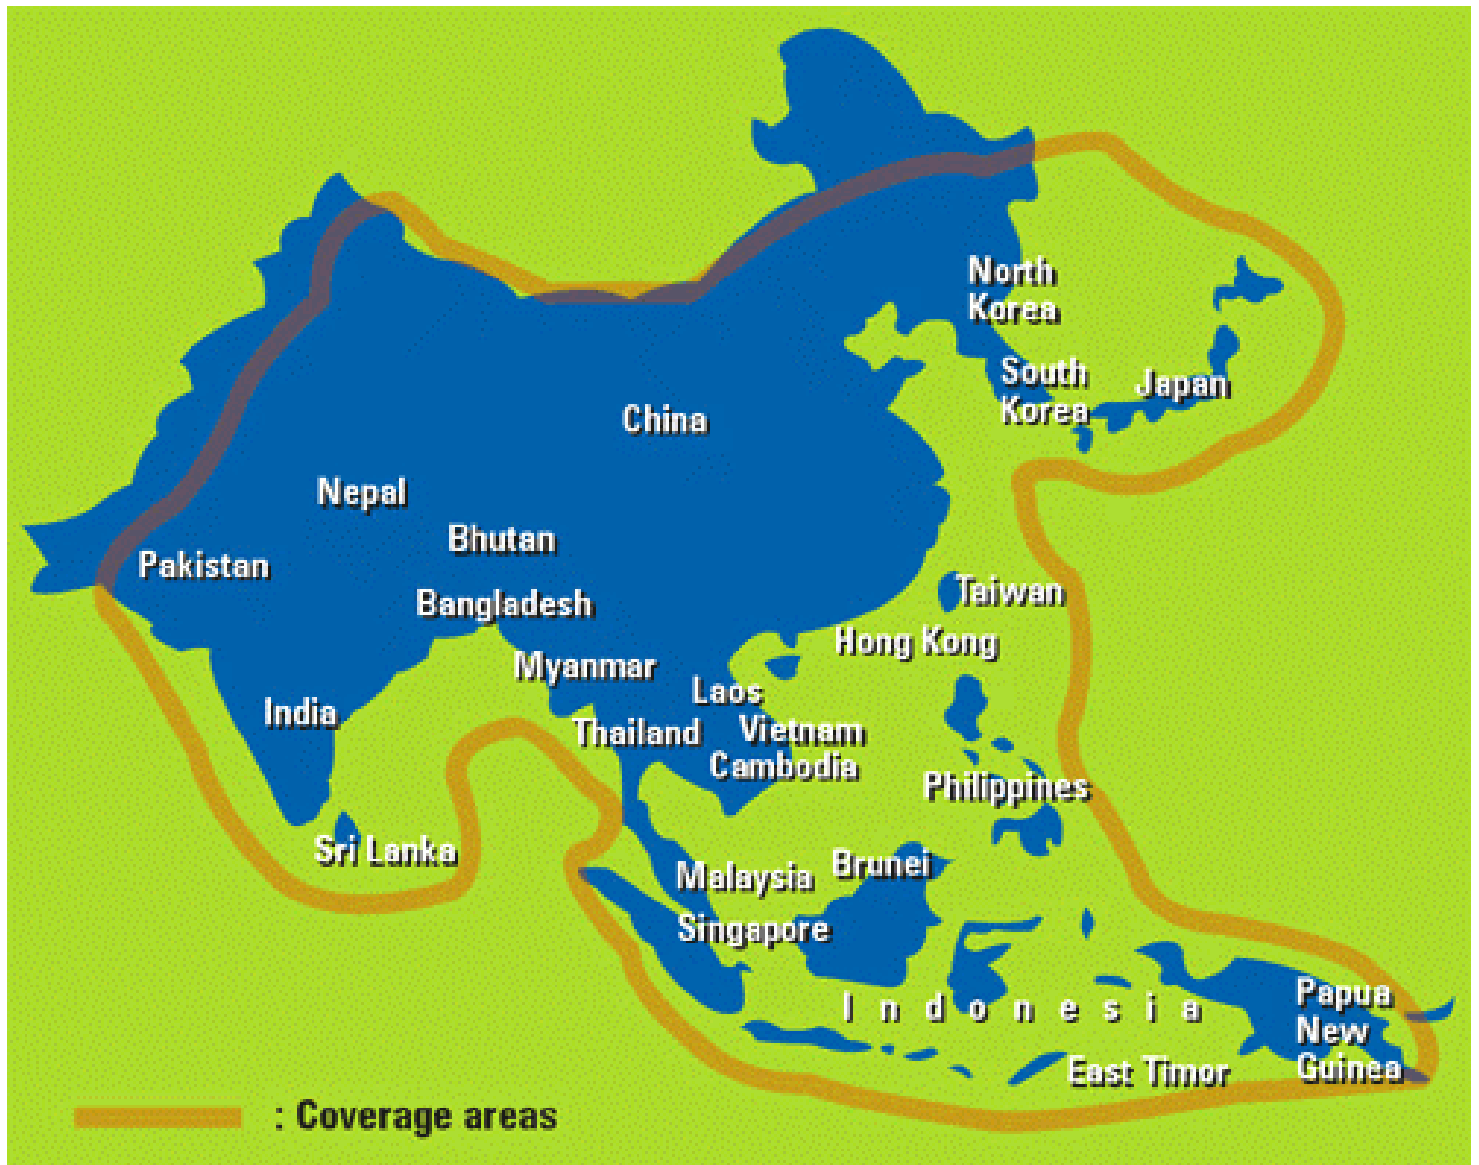 North
Korea
South
Korea
Japan
China
Nepal
Bhutan
Pakistan
Bangladesh
Taiwan
Hong Kong
Myanmar
Laos
India
Thailand
Vietnam
Cambodia
Philippines
Sri Lanka
Malaysia
Brunei
Singapore
Indonesia
Papua
New
Guinea
East Timor
: Coverage areas